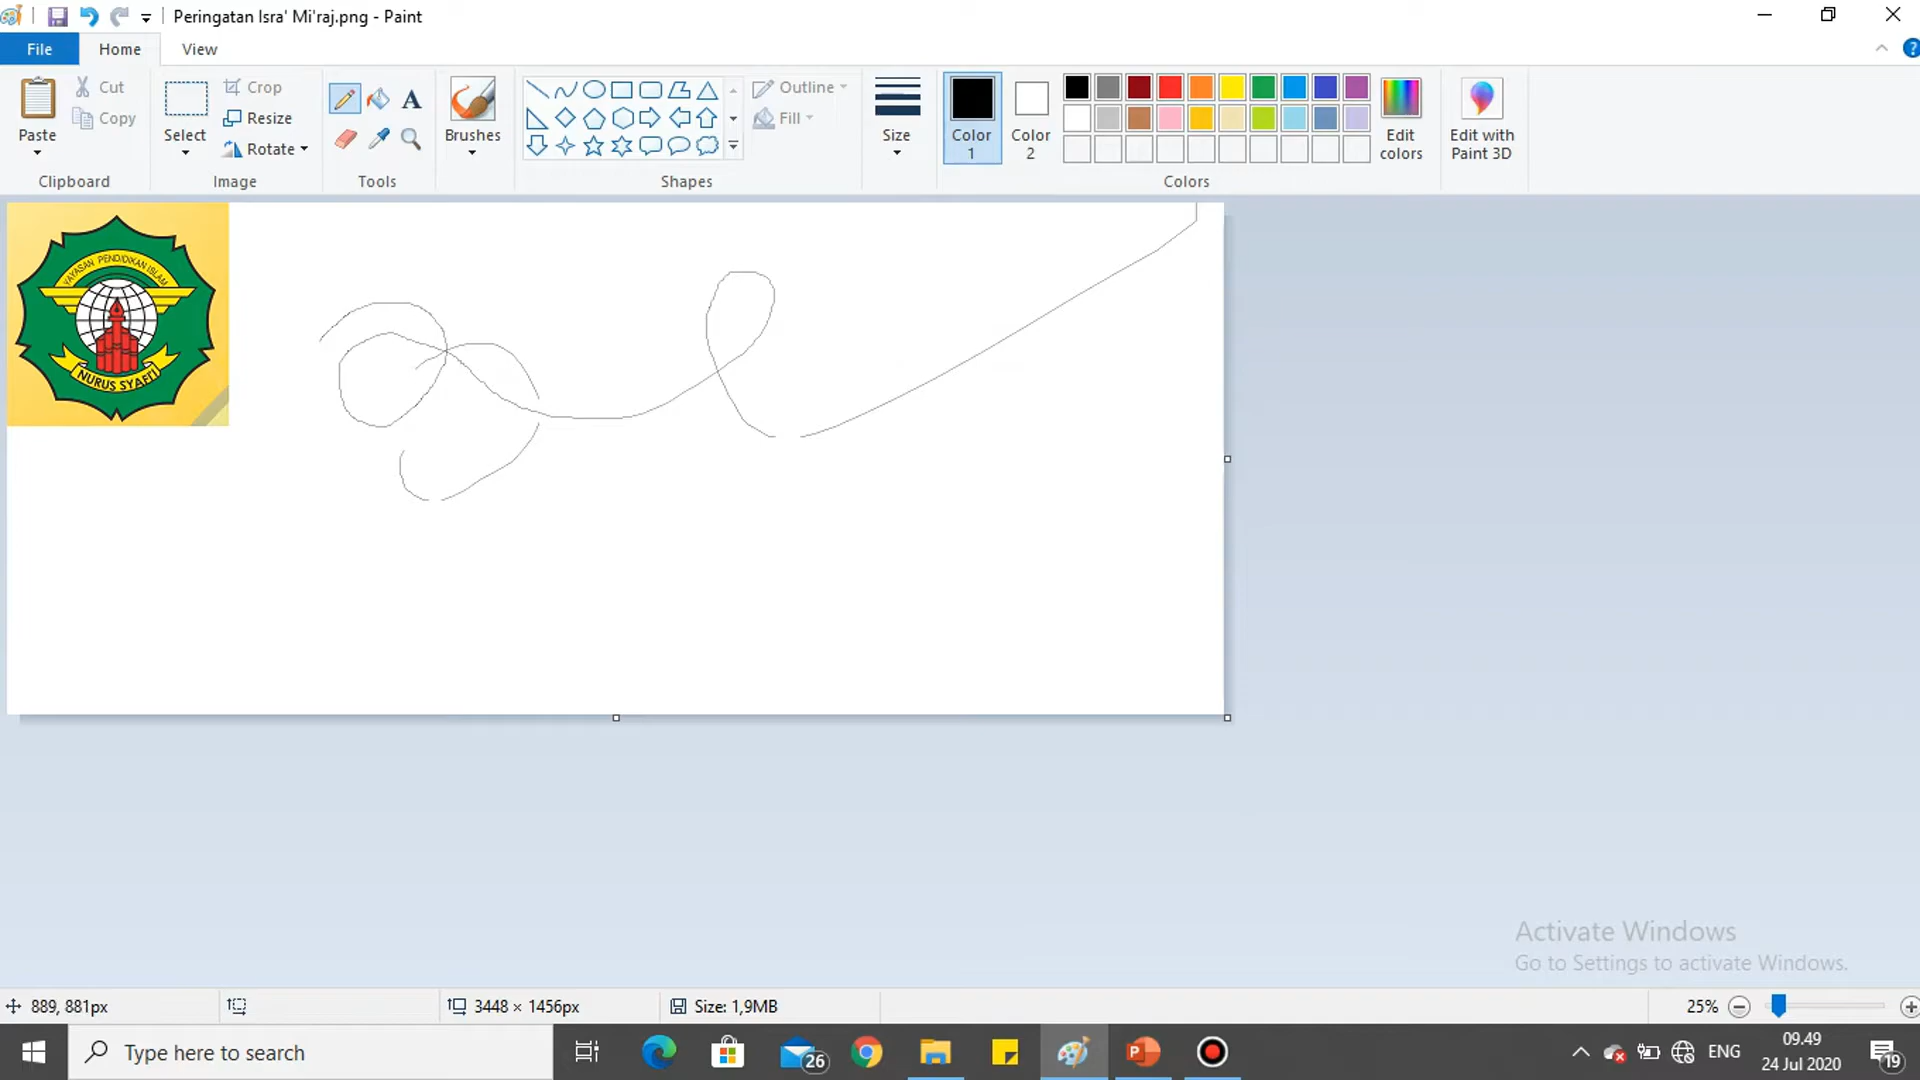 Peringatan Isra' Mi'raj.png - Paint
File Home View
Paste Cut Copy
Select Crop Resize Rotate
A
Brushes
Outline Fill
Size
Color 1
Color 2
Edit colors
Edit with Paint 3D
Clipboard Image Tools Shapes Colors
YAYASAN PENDIDIKAN ISLAM
NURUS SYAFI'I
Activate Windows
Go to Settings to activate Windows.
889, 881px 3448 × 1456px Size: 1,9MB 25%
Type here to search 26 P ENG 09.49 24 Jul 2020 19